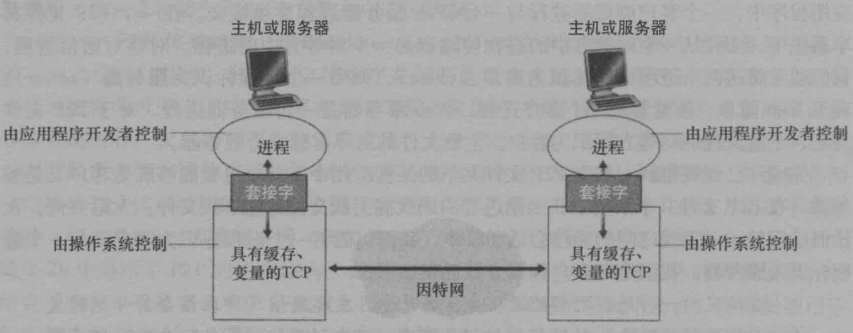 主机或服务器
主机或服务器
由应用程序开发者控制
进程
进程
由应用程序开发者控制
套接字
套接字
由操作系统控制
具有缓存、
变量的TCP
因特网
具有缓存、
变量的TCP
由操作系统控制